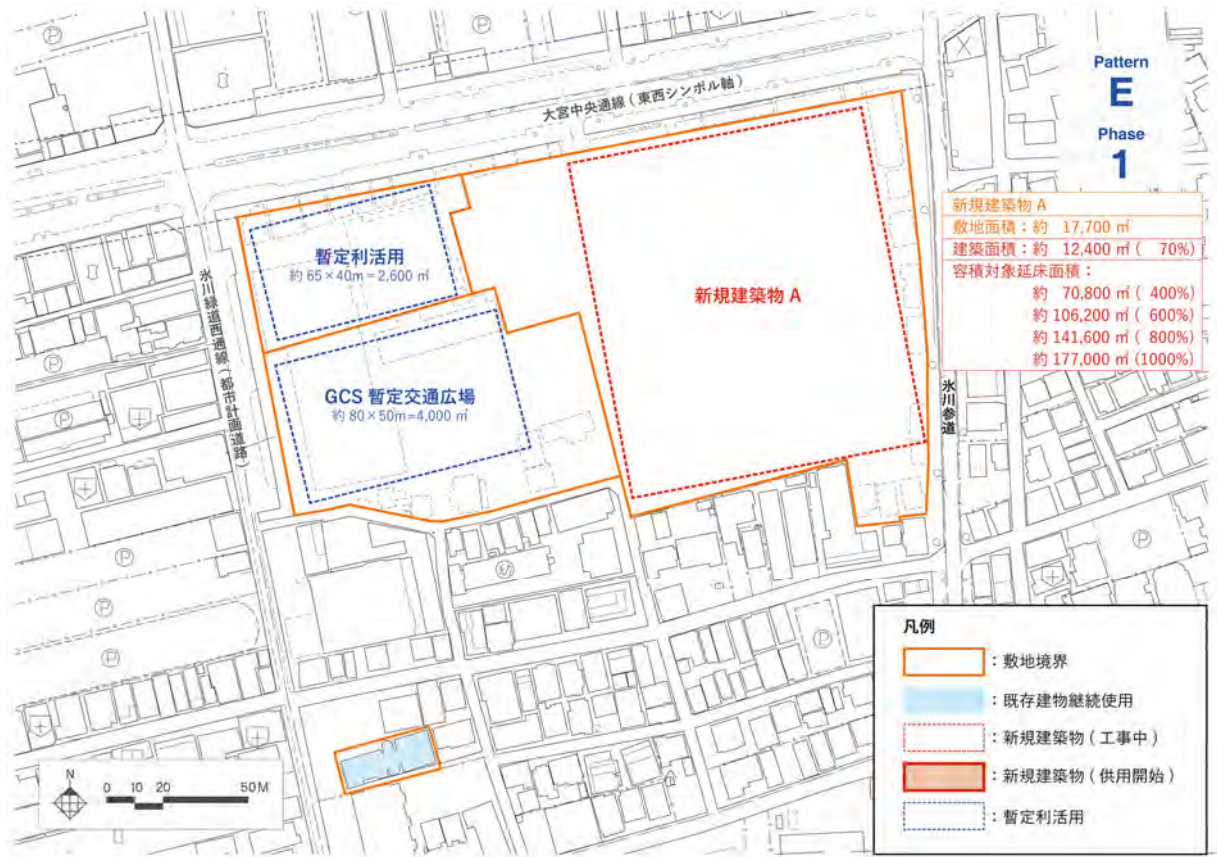 大宮中央通線（東西シンボル軸）
Pattern
E
Phase
1
新規建築物 A
敷地面積：約 17,700 ㎡
建築面積：約 12,400 ㎡ ( 70%)
容積対象延床面積：
約 70,800 ㎡ ( 400%)
約 106,200 ㎡ ( 600%)
約 141,600 ㎡ ( 800%)
約 177,000 ㎡ (1000%)
暫定利活用
約 65×40m＝2,600 ㎡
新規建築物 A
GCS 暫定交通広場
約 80×50m=4,000 ㎡
氷川緑道西通線（都市計画道路）
氷川参道
P
P
P
P
P
P
P
P
凡例
：敷地境界
：既存建物継続使用
：新規建築物（工事中）
：新規建築物（供用開始）
：暫定利活用
N
0 10 20 50M